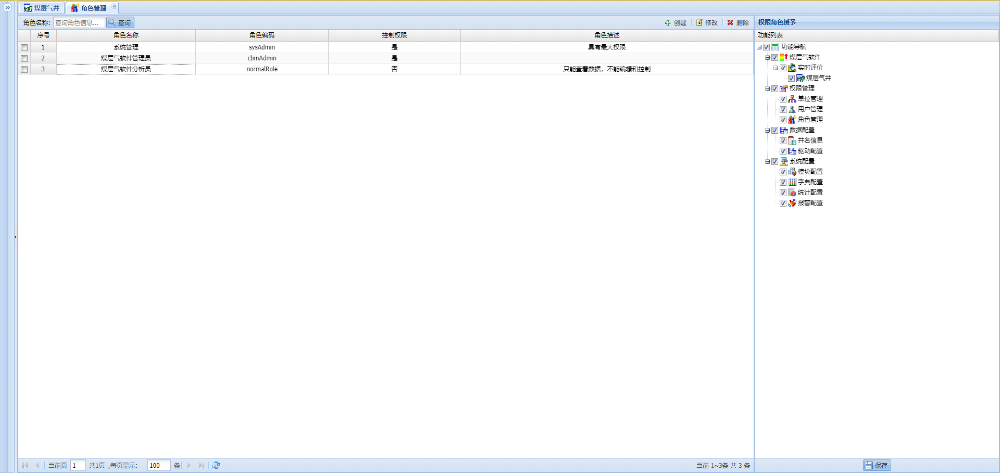 煤层气井 角色管理
角色名称: 查询角色信息... 查询 创建 修改 删除 权限角色授予
序号 角色名称 角色编码 控制权限 角色描述 功能列表
1 系统管理 sysAdmin 是 具有最大权限
2 煤层气软件管理员 cbmAdmin 是
3 煤层气软件分析员 normalRole 否 只能查看数据，不能编辑和控制
功能导航
煤层气软件
实时评价
煤层气井
权限管理
单位管理
用户管理
角色管理
数据配置
井名信息
驱动配置
系统配置
模块配置
字典配置
统计配置
报警配置
当前页 1 共1页 ,每页显示: 100 条 当前 1~3条 共 3 条 保存